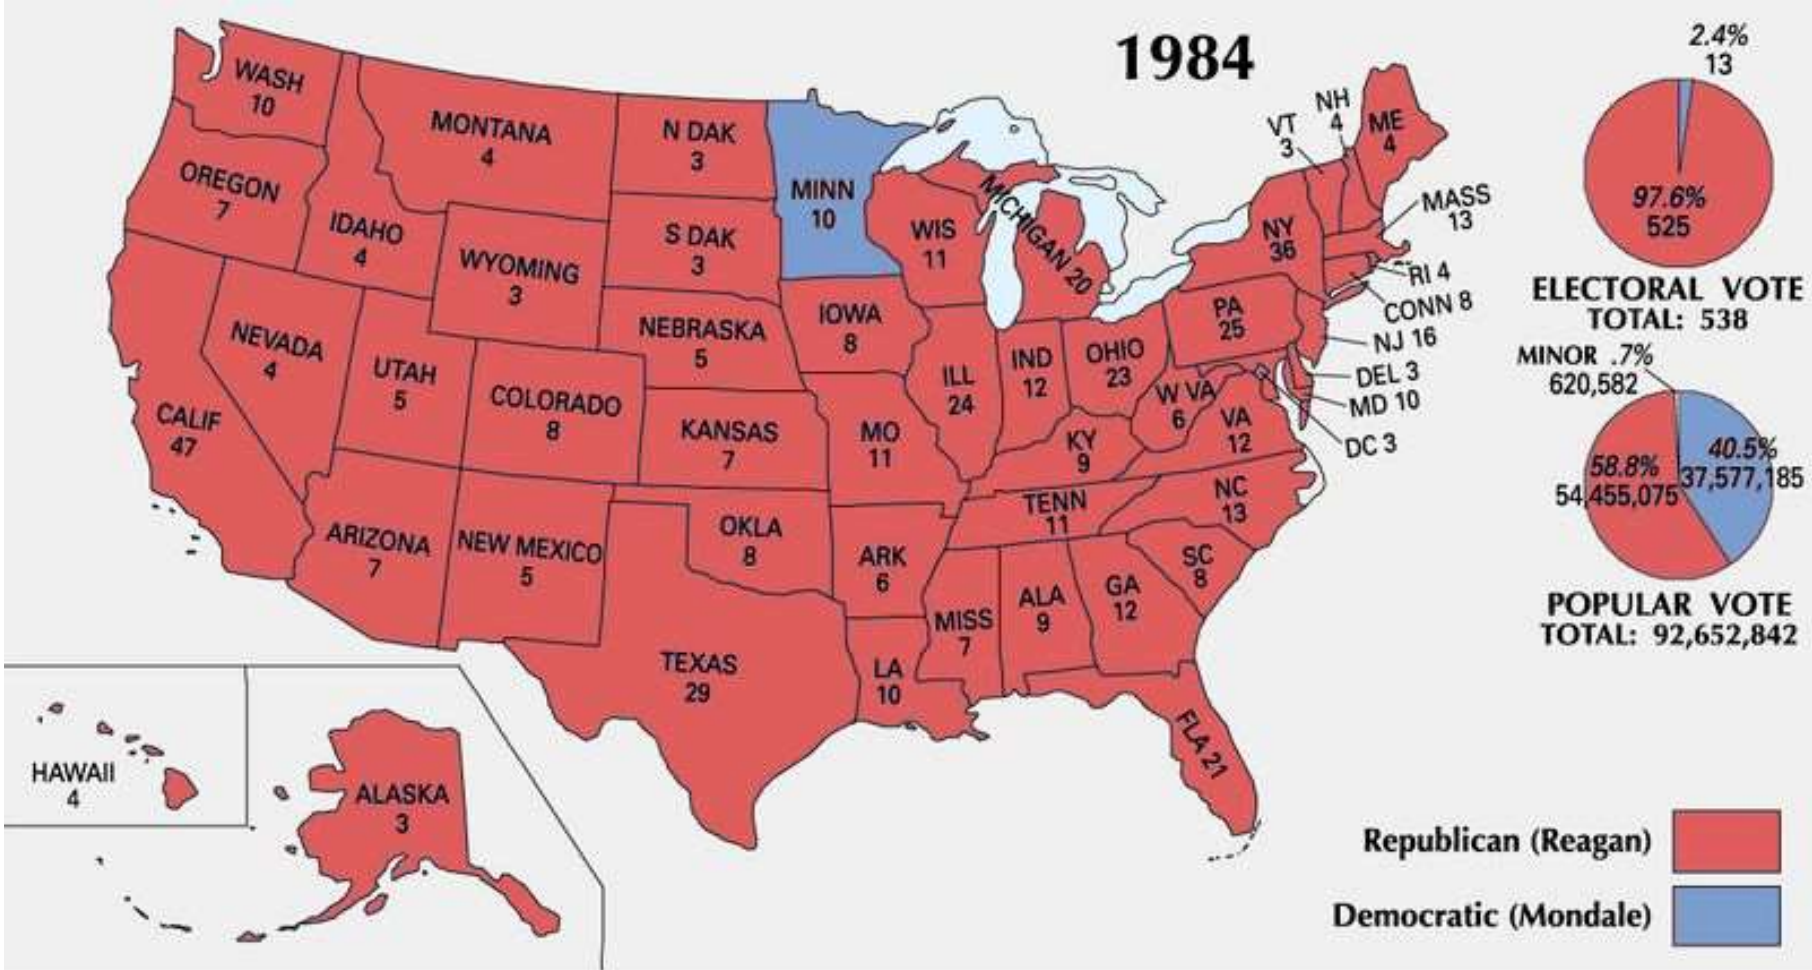 1984
WASH
10
OREGON
7
CALIF
47
NEVADA
4
IDAHO
4
MONTANA
4
WYOMING
3
UTAH
5
COLORADO
8
ARIZONA
7
NEW MEXICO
5
N DAK
3
S DAK
3
NEBRASKA
5
KANSAS
7
OKLA
8
TEXAS
29
MINN
10
IOWA
8
MO
11
ARK
6
LA
10
WIS
11
ILL
24
MICHIGAN 20
IND
12
OHIO
23
KY
9
TENN
11
MISS
7
ALA
9
GA
12
FLA 21
SC
8
NC
13
VA
12
W VA
6
PA
25
NY
36
VT
3
NH
4
ME
4
MASS
13
RI 4
CONN 8
NJ 16
DEL 3
MD 10
DC 3
HAWAII
4
ALASKA
3
2.4%
13
97.6%
525
ELECTORAL VOTE
TOTAL: 538
MINOR .7%
620,582
58.8%
54,455,075
40.5%
37,577,185
POPULAR VOTE
TOTAL: 92,652,842
Republican (Reagan)
Democratic (Mondale)